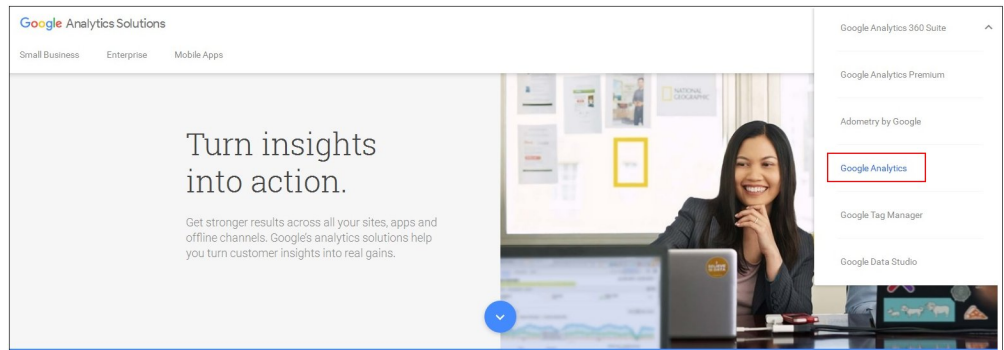 Google Analytics Solutions
Small Business Enterprise Mobile Apps
Turn insights
into action.
Get stronger results across all your sites, apps and
offline channels. Google's analytics solutions help
you turn customer insights into real gains.
NATIONAL
GEOGRAPHIC
Google Analytics 360 Suite
Google Analytics Premium
Adometry by Google
Google Analytics
Google Tag Manager
Google Data Studio